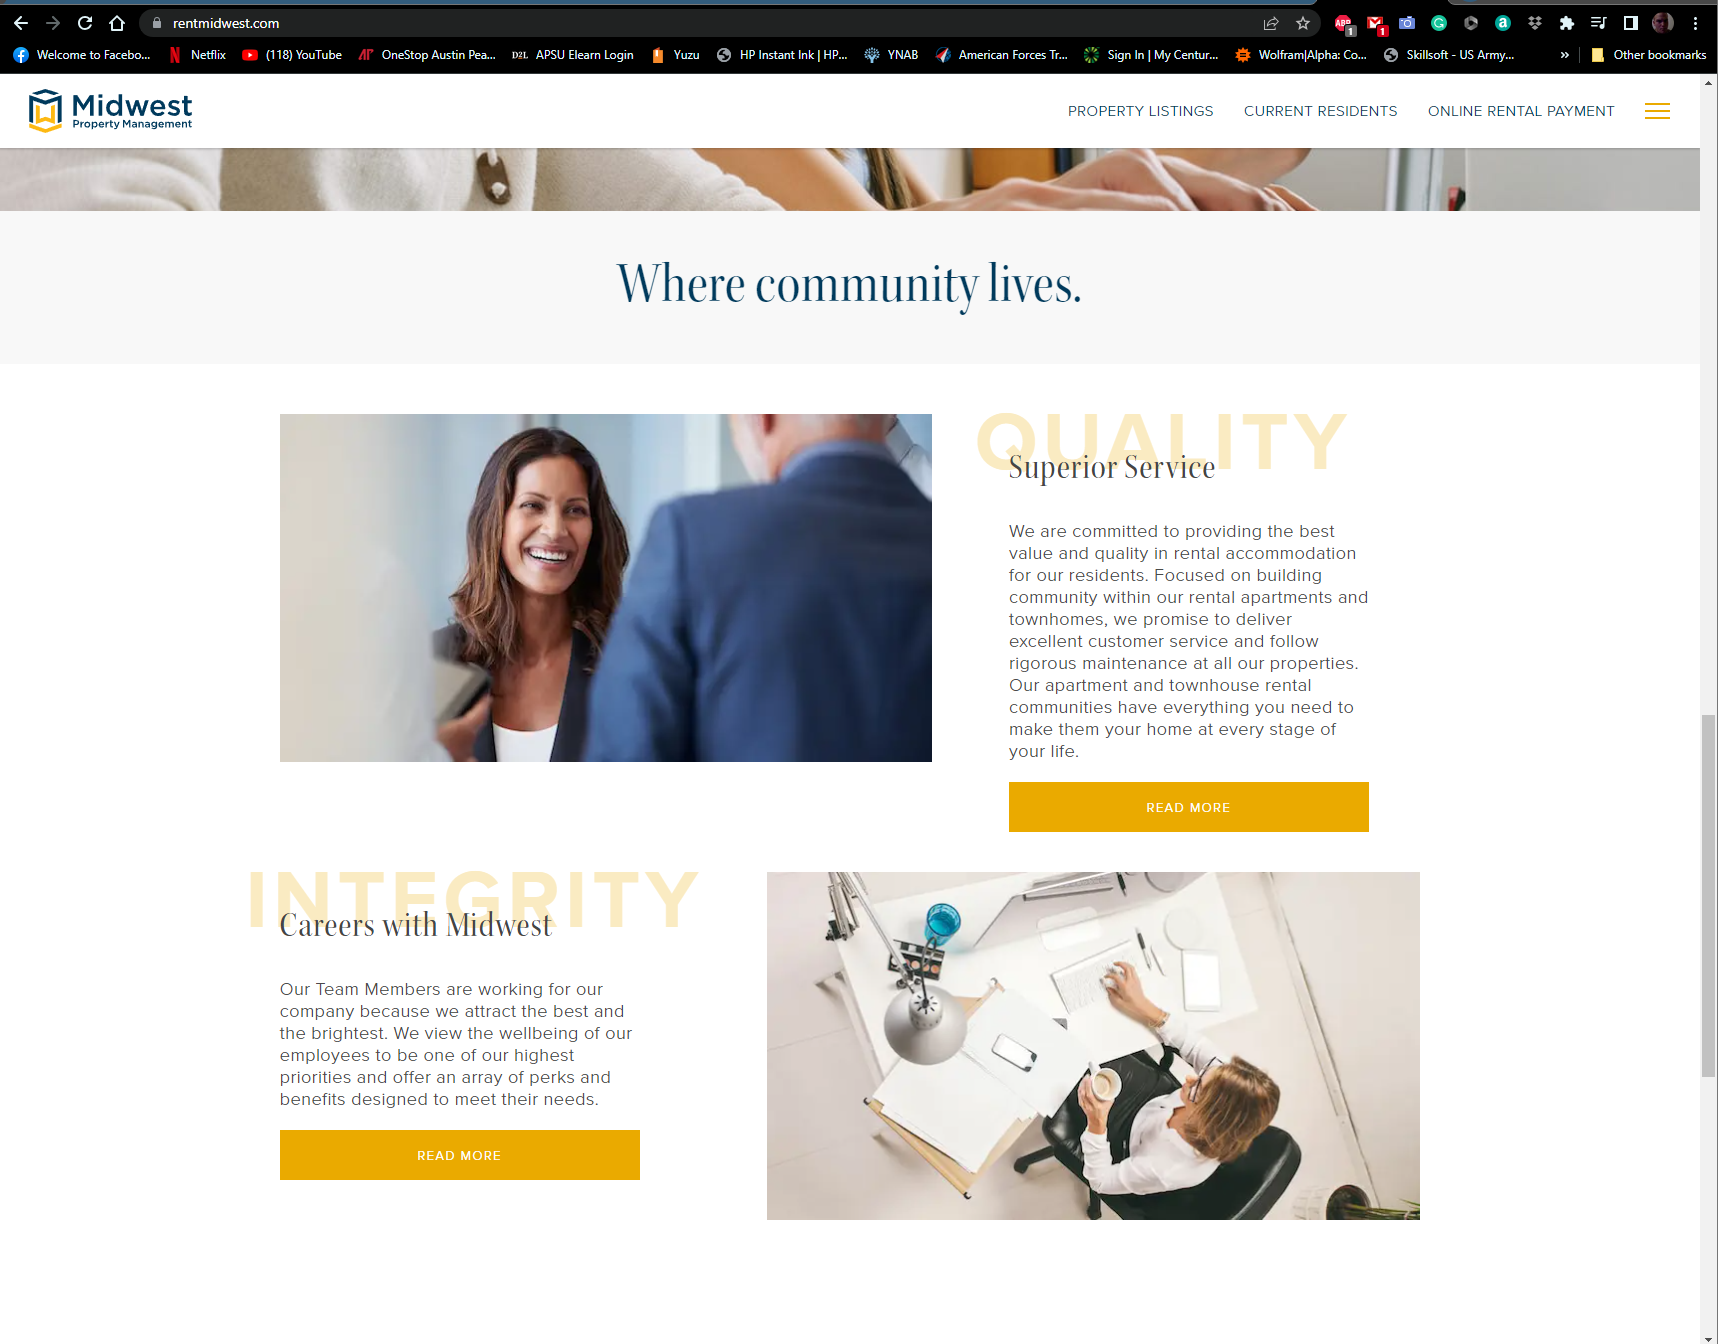 rentmidwest.com
ABP 1
1
Welcome to Facebo...
Netflix
(118) YouTube
AP OneStop Austin Pea...
D2L APSU Elearn Login
Yuzu
HP Instant Ink | HP...
YNAB
American Forces Tr...
Sign In | My Centur...
Wolfram|Alpha: Co...
Skillsoft - US Army...
»
Other bookmarks
Midwest
Property Management
PROPERTY LISTINGS
CURRENT RESIDENTS
ONLINE RENTAL PAYMENT
Where community lives.
QUALITY
Superior Service
We are committed to providing the best
value and quality in rental accommodation
for our residents. Focused on building
community within our rental apartments and
townhomes, we promise to deliver
excellent customer service and follow
rigorous maintenance at all our properties.
Our apartment and townhouse rental
communities have everything you need to
make them your home at every stage of
your life.
READ MORE
INTEGRITY
Careers with Midwest
Our Team Members are working for our
company because we attract the best and
the brightest. We view the wellbeing of our
employees to be one of our highest
priorities and offer an array of perks and
benefits designed to meet their needs.
READ MORE